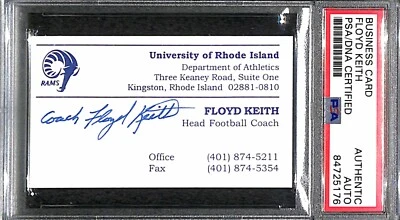 RAMS
University of Rhode Island
Department of Athletics
Three Keaney Road, Suite One
Kingston, Rhode Island 02881-0810
Coach Floyd Keith
FLOYD KEITH
Head Football Coach
Office (401) 874-5211
Fax (401) 874-5354
BUSINESS CARD
FLOYD KEITH
PSA/DNA CERTIFIED
PSA
AUTHENTIC
AUTO
84725176